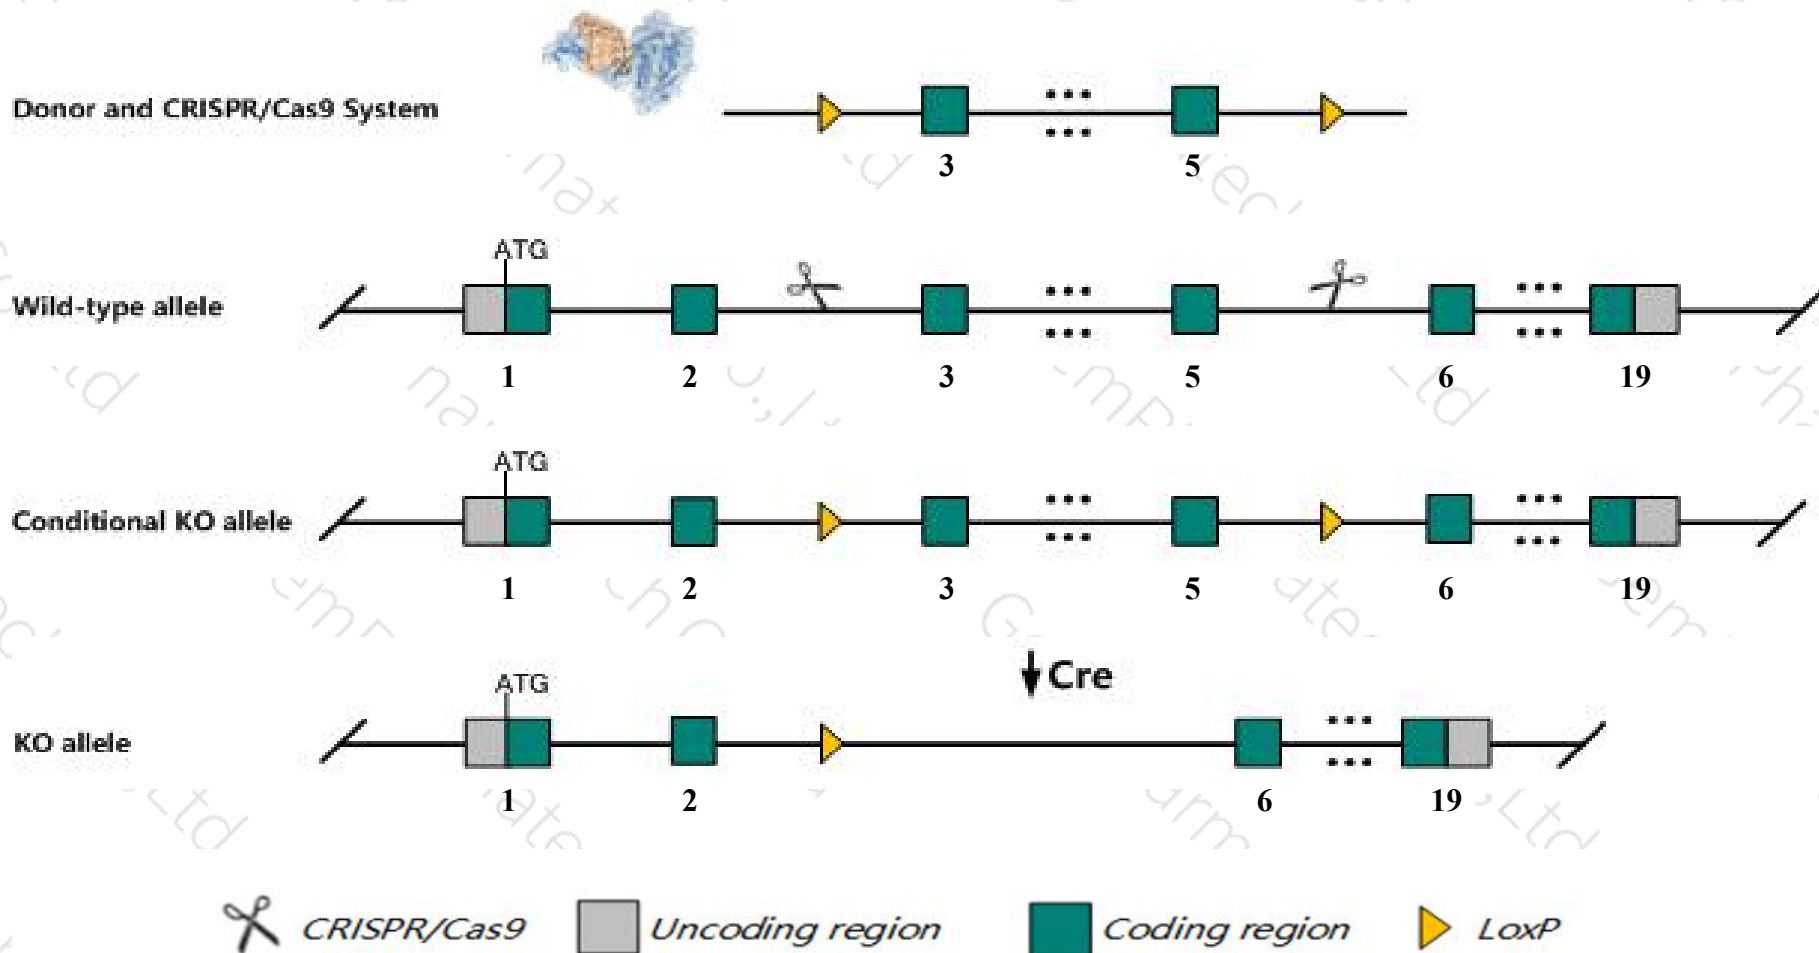 Donor and CRISPR/Cas9 System
3 5
ATG
Wild-type allele
1 2 3 5 6 19
ATG
Conditional KO allele
1 2 3 5 6 19
Cre
ATG
KO allele
1 2 6 19
CRISPR/Cas9 Uncoding region Coding region LoxP